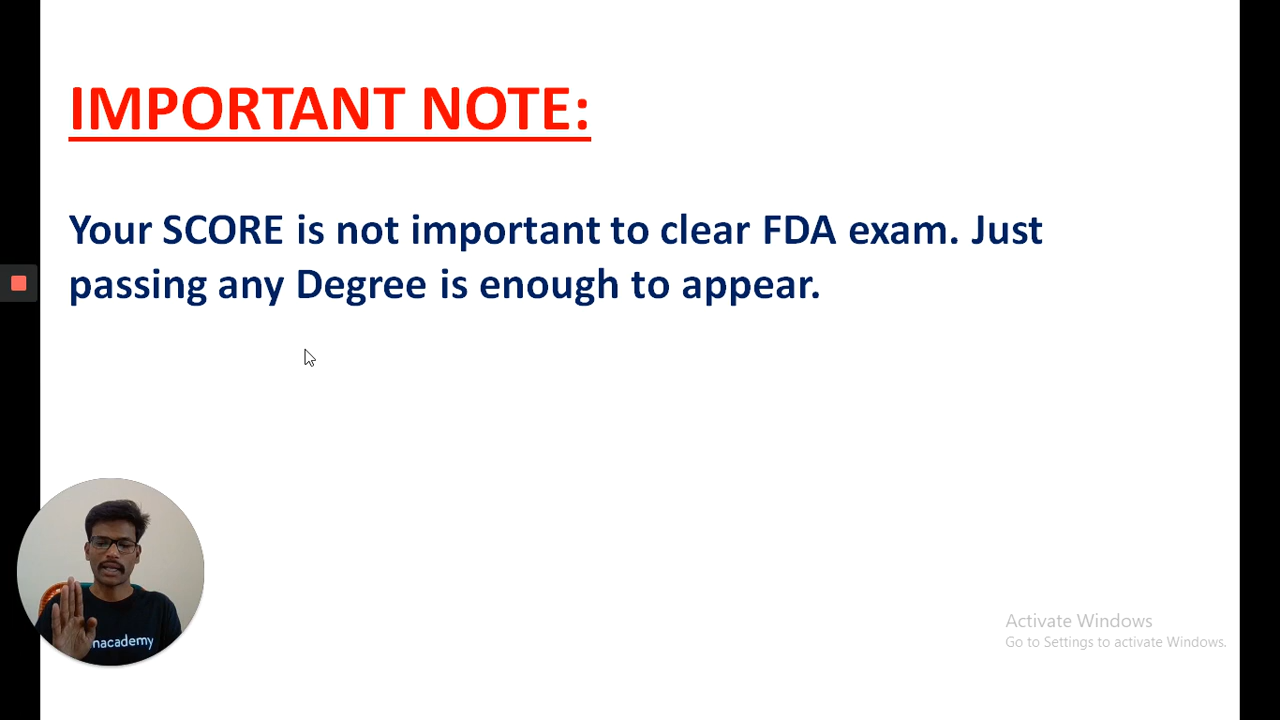 IMPORTANT NOTE:
Your SCORE is not important to clear FDA exam. Just
passing any Degree is enough to appear.
nacademy
Activate Windows
Go to Settings to activate Windows.